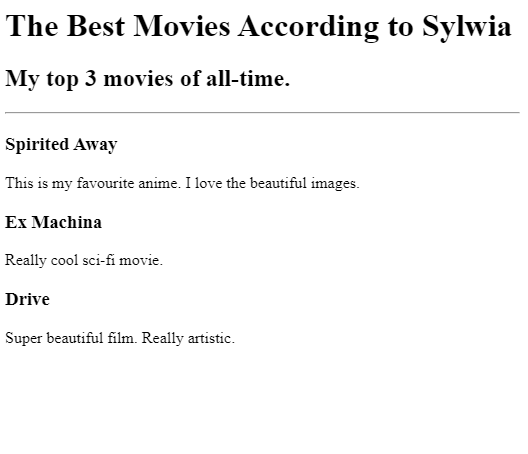 The Best Movies According to Sylwia
My top 3 movies of all-time.
Spirited Away
This is my favourite anime. I love the beautiful images.
Ex Machina
Really cool sci-fi movie.
Drive
Super beautiful film. Really artistic.